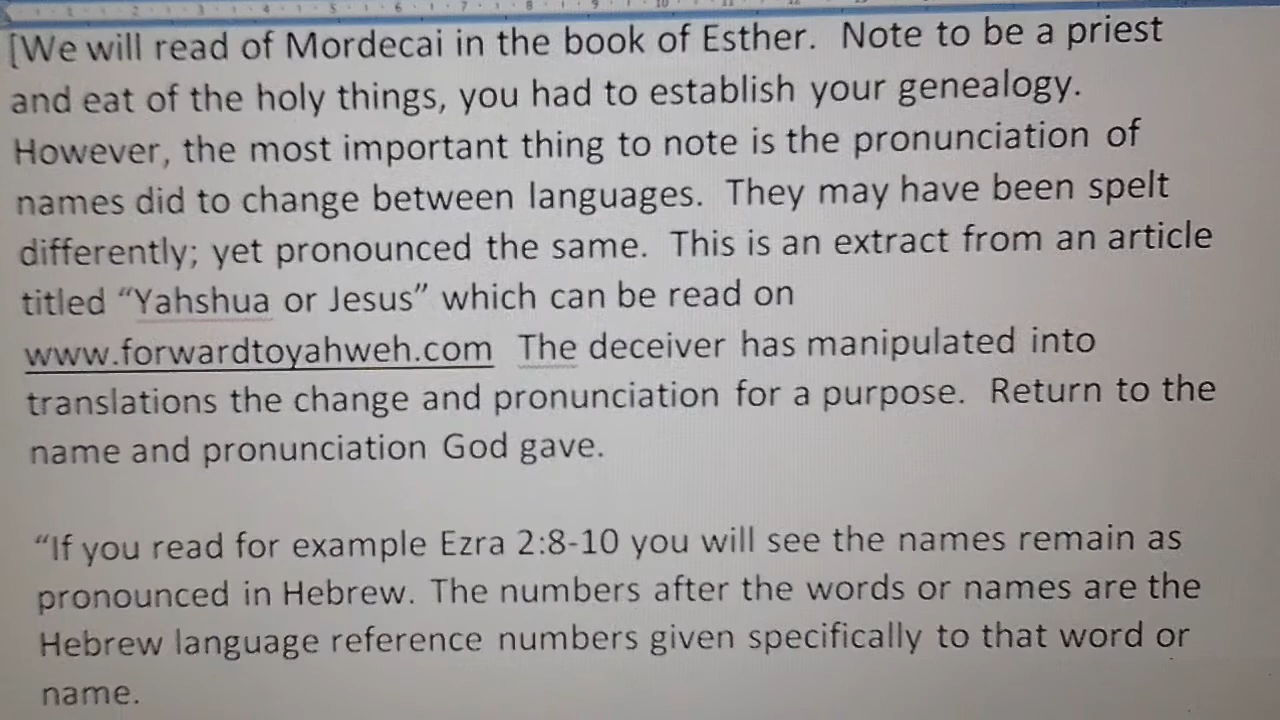 [We will read of Mordecai in the book of Esther.  Note to be a priest
and eat of the holy things, you had to establish your genealogy.
However, the most important thing to note is the pronunciation of
names did to change between languages.  They may have been spelt
differently; yet pronounced the same.  This is an extract from an article
titled “Yahshua or Jesus” which can be read on
www.forwardtoyahweh.com  The deceiver has manipulated into
translations the change and pronunciation for a purpose.  Return to the
name and pronunciation God gave.
“If you read for example Ezra 2:8-10 you will see the names remain as
pronounced in Hebrew. The numbers after the words or names are the
Hebrew language reference numbers given specifically to that word or
name.